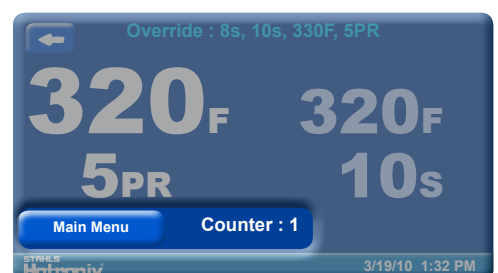 Override : 8s, 10s, 330F, 5PR
320F 320F
5PR 10s
Main Menu Counter : 1
STAHLS'
Hotronix
3/19/10 1:32 PM